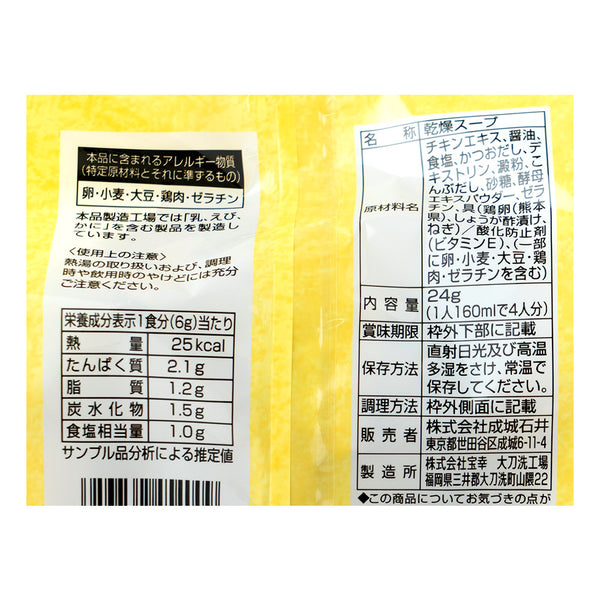 本品に含まれるアレルギー物質
(特定原材料とそれに準ずるもの)
卵・小麦・大豆・鶏肉・ゼラチン
本品製造工場では「乳、えび、
かに」を含む製品を製造し
ています。
〈使用上の注意〉
熱湯の取り扱いおよび、調理
時や飲用時のやけどには充分
ご注意ください。
栄養成分表示1食分(6g)当たり
熱量 25kcal
たんぱく質 2.1g
脂質 1.2g
炭水化物 1.5g
食塩相当量 1.0g
サンプル品分析による推定値
名称 乾燥スープ
原材料名 チキンエキス、醤油、
食塩、かつおだし、デ
キストリン、澱粉、こ
んぶだし、砂糖、酵母
エキスパウダー、ゼラ
チン、具(鶏卵(熊本
県)、しょうが酢漬け、
ねぎ)/酸化防止剤
(ビタミンE)、(一部
に卵・小麦・大豆・鶏
肉・ゼラチンを含む)
内容量 24g
(1人160mlで4人分)
賞味期限 枠外下部に記載
保存方法 直射日光及び高温
多湿をさけ、常温で
保存してください。
調理方法 枠外側面に記載
販売者 株式会社成城石井
東京都世田谷区成城6-11-4
製造所 株式会社宝幸 大刀洗工場
福岡県三井郡大刀洗町山隈22
◆この商品についてお気づきの点が